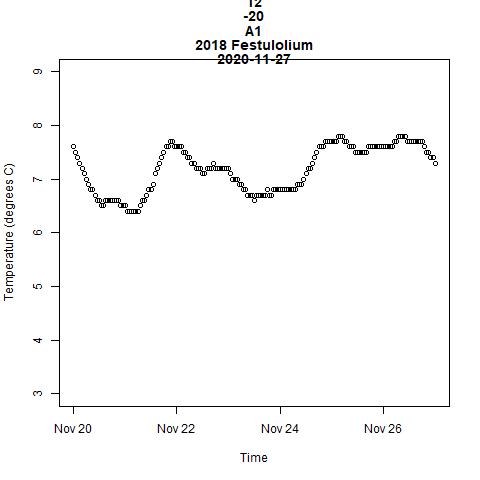 T2
-20
A1
2018 Festulolium
2020-11-27
9
8
7
6
5
4
3
Temperature (degrees C)
Nov 20 Nov 22 Nov 24 Nov 26
Time